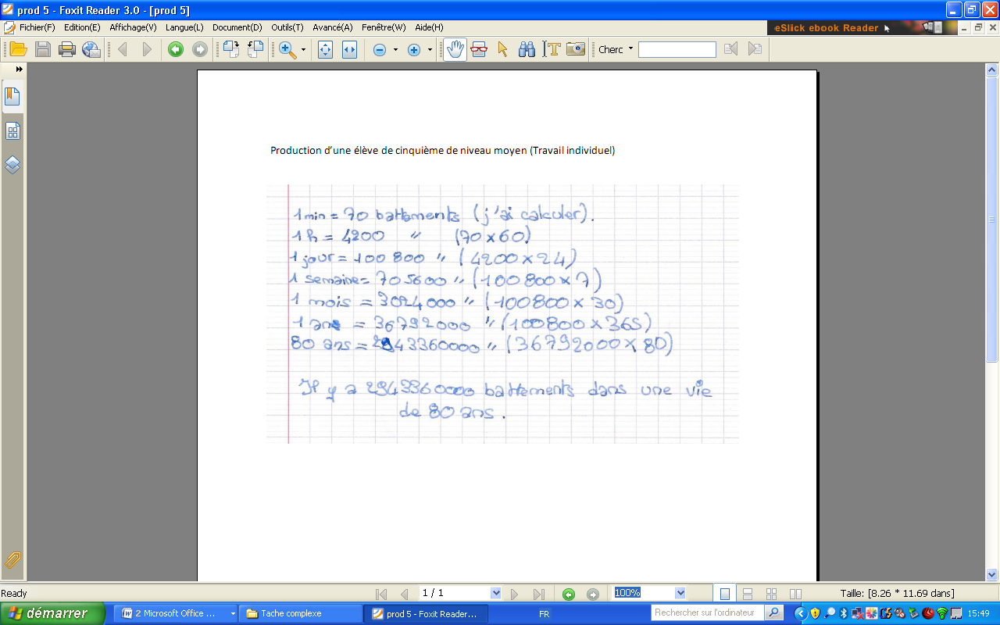 prod 5 - Foxit Reader 3.0 - [prod 5]
Fichier(F) Edition(E) Affichage(V) Langue(L) Document(D) Outils(T) Avancé(A) Fenêtre(W) Aide(H)
eSlick ebook Reader
Cherc
Production d'une élève de cinquième de niveau moyen (Travail individuel)
1 min = 70 battements (j'ai calculer).
1 h = 4200 " (70 x 60)
1 jour = 100 800 " (4200 x 24)
1 semaine = 705600 " (100 800 x 7)
1 mois = 3024000 " (100800 x 30)
1 ans = 36792000 " (100800 x 365)
80 ans = 2943360000 " (36792000 x 80)
Il y a 2943360000 battements dans une vie
de 80 ans.
Ready
1 / 1
100%
Taille: [8.26 * 11.69 dans]
démarrer
2 Microsoft Office ...
Tache complexe
prod 5 - Foxit Reader...
FR
Rechercher sur l'ordinateur
15:49